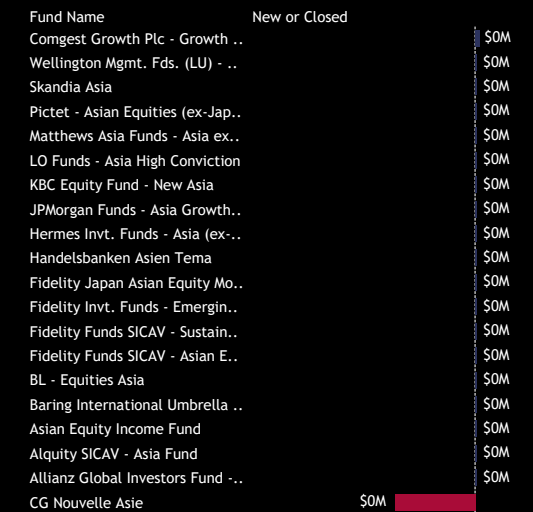 Fund Name New or Closed
Comgest Growth Plc - Growth .. $0M
Wellington Mgmt. Fds. (LU) - .. $0M
Skandia Asia $0M
Pictet - Asian Equities (ex-Jap.. $0M
Matthews Asia Funds - Asia ex.. $0M
LO Funds - Asia High Conviction $0M
KBC Equity Fund - New Asia $0M
JPMorgan Funds - Asia Growth.. $0M
Hermes Invt. Funds - Asia (ex-.. $0M
Handelsbanken Asien Tema $0M
Fidelity Japan Asian Equity Mo.. $0M
Fidelity Invt. Funds - Emergin.. $0M
Fidelity Funds SICAV - Sustain.. $0M
Fidelity Funds SICAV - Asian E.. $0M
BL - Equities Asia $0M
Baring International Umbrella .. $0M
Asian Equity Income Fund $0M
Alquity SICAV - Asia Fund $0M
Allianz Global Investors Fund -.. $0M
CG Nouvelle Asie $0M